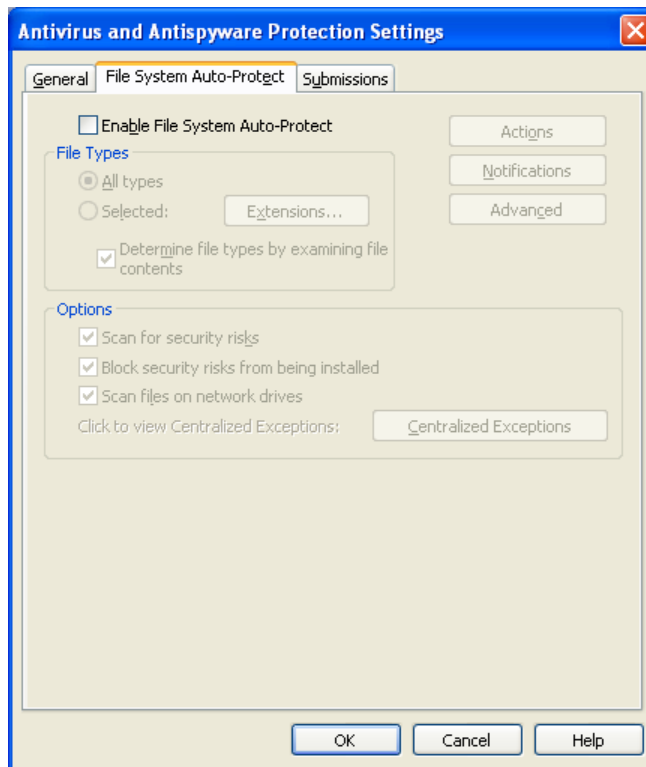 Antivirus and Antispyware Protection Settings
General File System Auto-Protect Submissions
Enable File System Auto-Protect
Actions
File Types
Notifications
All types
Selected: Extensions...
Advanced
Determine file types by examining file
contents
Options
Scan for security risks
Block security risks from being installed
Scan files on network drives
Click to view Centralized Exceptions: Centralized Exceptions
OK Cancel Help